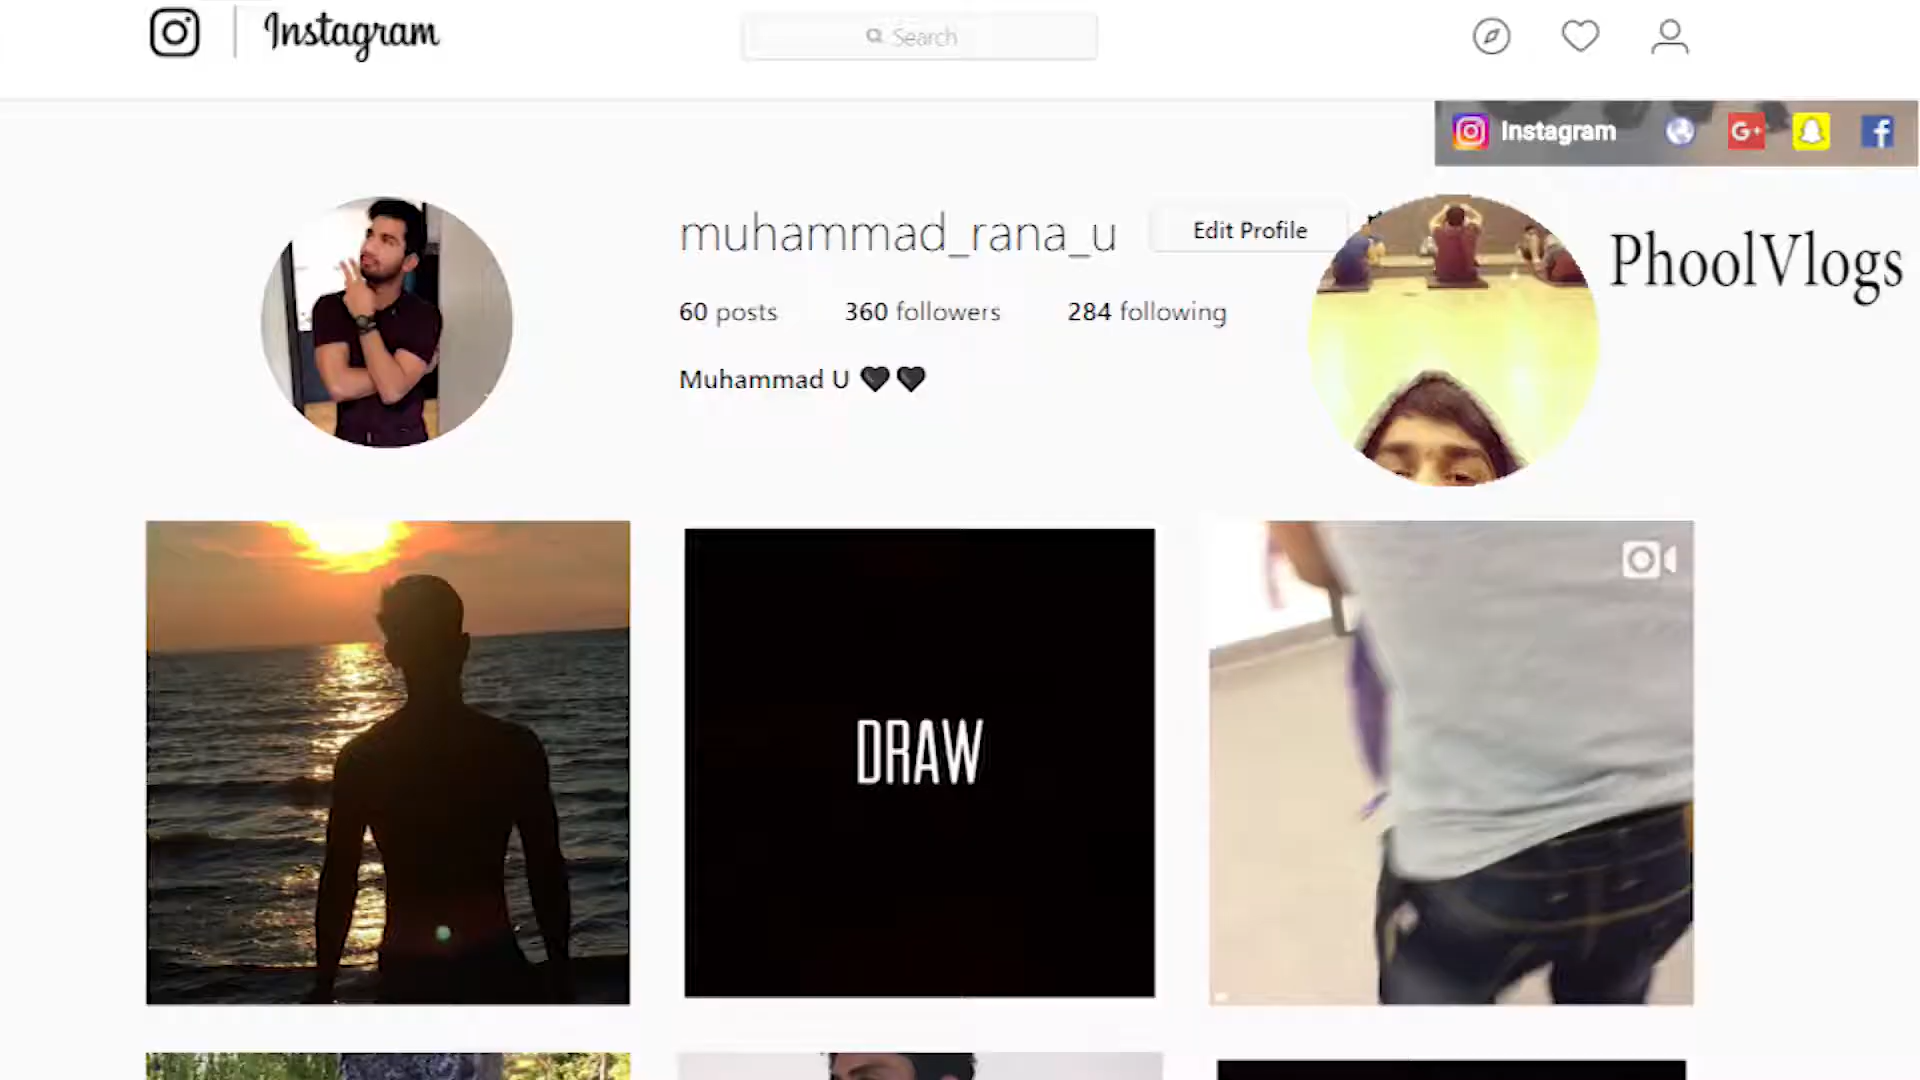 Instagram
Search
Instagram
G+
f
muhammad_rana_u
Edit Profile
PhoolVlogs
60 posts 360 followers 284 following
Muhammad U 🖤🖤
DRAW